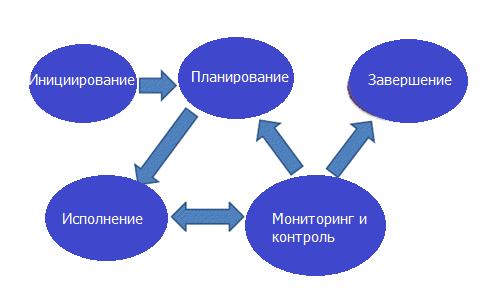 Инициирование
Планирование
Завершение
Исполнение
Мониторинг и
контроль